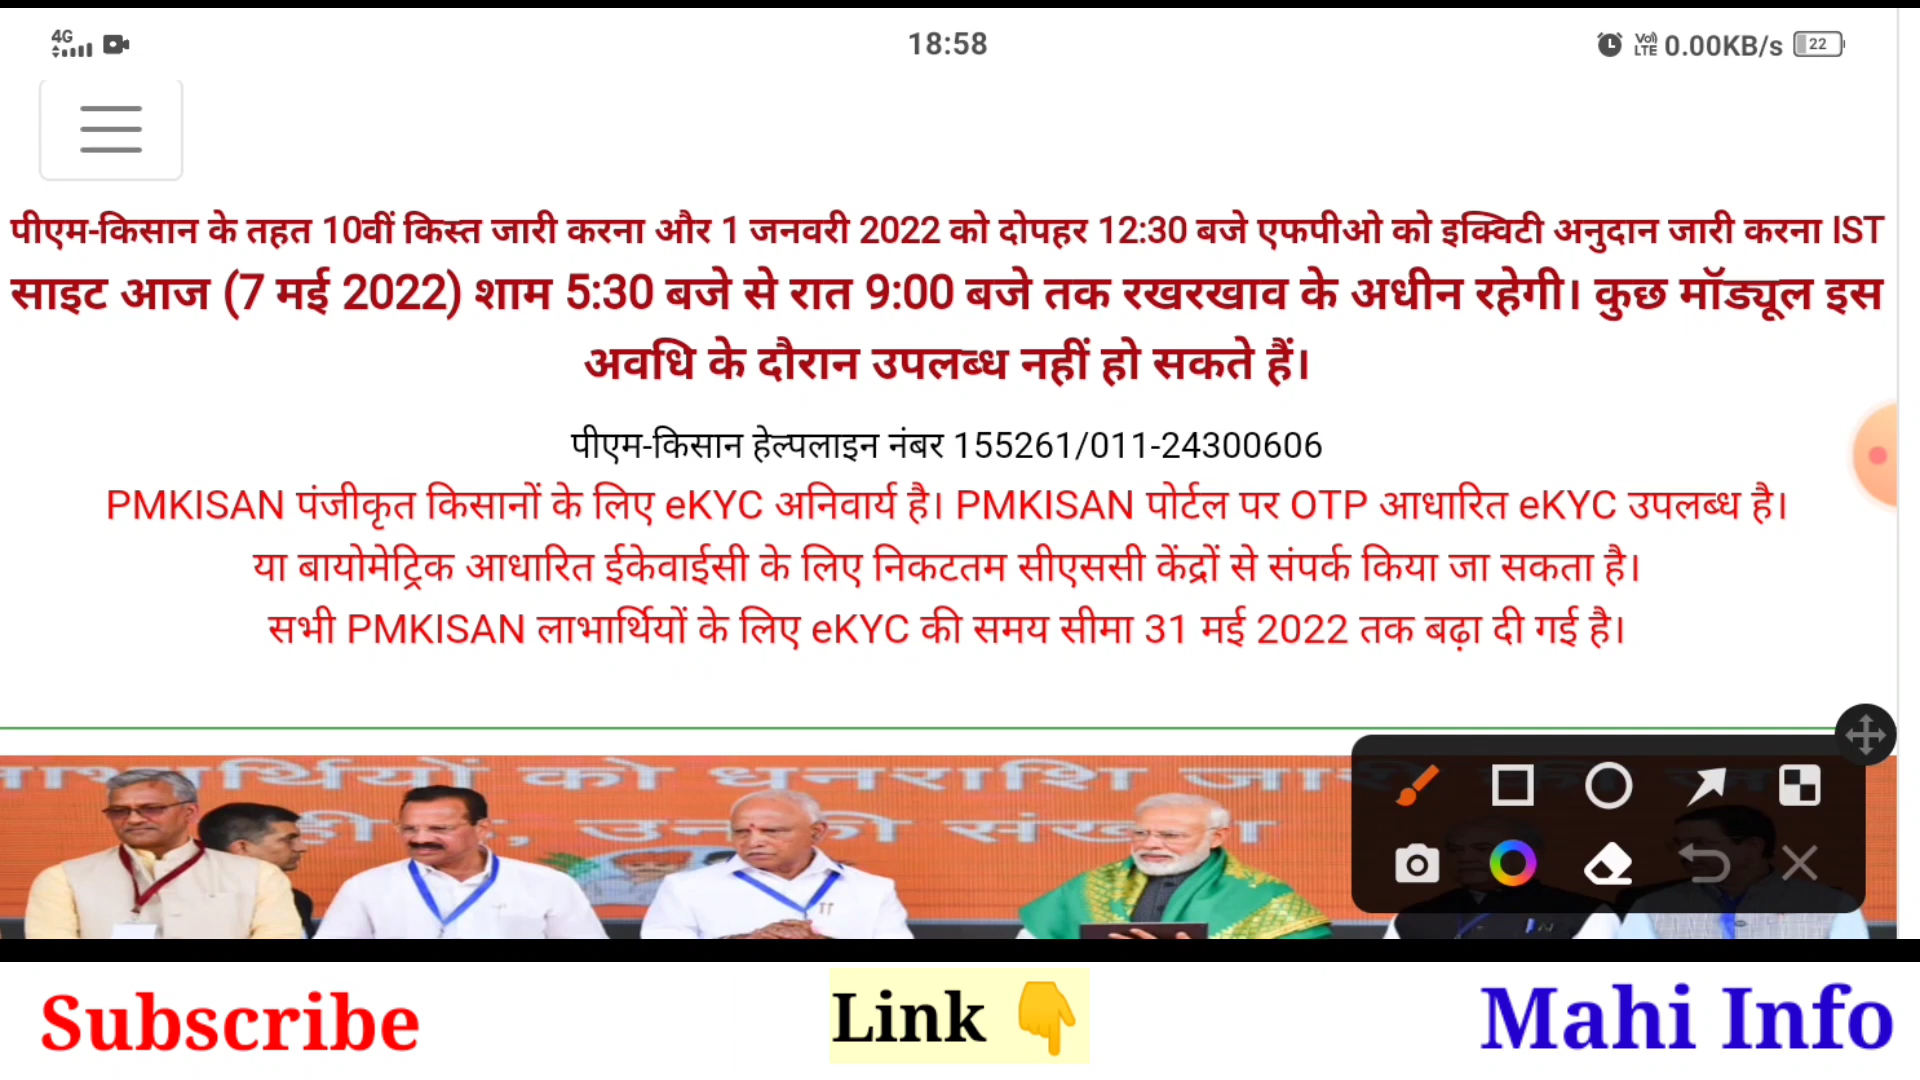 4G
18:58
Vo)) LTE 0.00KB/s 22
पीएम-किसान के तहत 10वीं किस्त जारी करना और 1 जनवरी 2022 को दोपहर 12:30 बजे एफपीओ को इक्विटी अनुदान जारी करना IST
साइट आज (7 मई 2022) शाम 5:30 बजे से रात 9:00 बजे तक रखरखाव के अधीन रहेगी। कुछ मॉड्यूल इस
अवधि के दौरान उपलब्ध नहीं हो सकते हैं।
पीएम-किसान हेल्पलाइन नंबर 155261/011-24300606
PMKISAN पंजीकृत किसानों के लिए eKYC अनिवार्य है। PMKISAN पोर्टल पर OTP आधारित eKYC उपलब्ध है।
या बायोमेट्रिक आधारित ईकेवाईसी के लिए निकटतम सीएससी केंद्रों से संपर्क किया जा सकता है।
सभी PMKISAN लाभार्थियों के लिए eKYC की समय सीमा 31 मई 2022 तक बढ़ा दी गई है।
को धनराशि
Subscribe
Link
Mahi Info